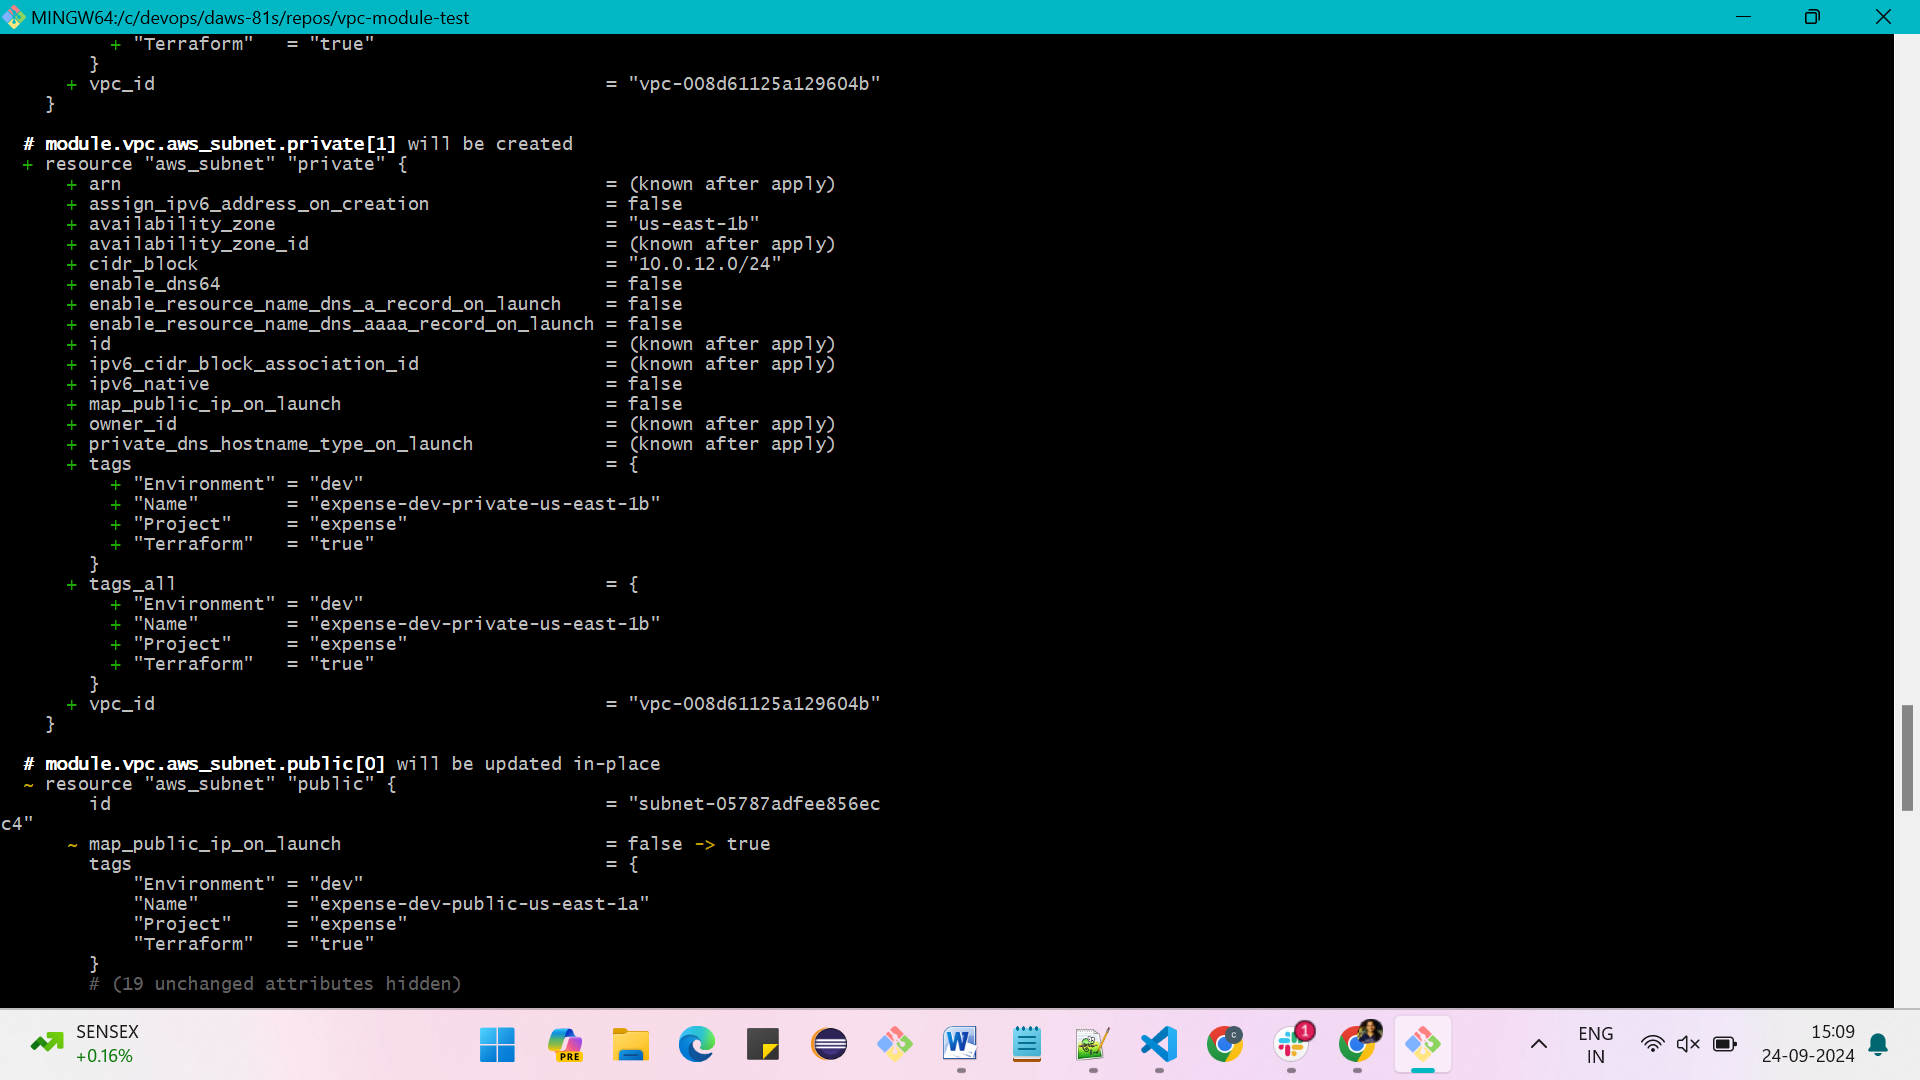 MINGW64:/c/devops/daws-81s/repos/vpc-module-test
+ "Terraform" = "true"
}
+ vpc_id = "vpc-008d61125a129604b"
}
# module.vpc.aws_subnet.private[1] will be created
+ resource "aws_subnet" "private" {
+ arn = (known after apply)
+ assign_ipv6_address_on_creation = false
+ availability_zone = "us-east-1b"
+ availability_zone_id = (known after apply)
+ cidr_block = "10.0.12.0/24"
+ enable_dns64 = false
+ enable_resource_name_dns_a_record_on_launch = false
+ enable_resource_name_dns_aaaa_record_on_launch = false
+ id = (known after apply)
+ ipv6_cidr_block_association_id = (known after apply)
+ ipv6_native = false
+ map_public_ip_on_launch = false
+ owner_id = (known after apply)
+ private_dns_hostname_type_on_launch = (known after apply)
+ tags = {
+ "Environment" = "dev"
+ "Name" = "expense-dev-private-us-east-1b"
+ "Project" = "expense"
+ "Terraform" = "true"
}
+ tags_all = {
+ "Environment" = "dev"
+ "Name" = "expense-dev-private-us-east-1b"
+ "Project" = "expense"
+ "Terraform" = "true"
}
+ vpc_id = "vpc-008d61125a129604b"
}
# module.vpc.aws_subnet.public[0] will be updated in-place
~ resource "aws_subnet" "public" {
id = "subnet-05787adfee856ec
c4"
~ map_public_ip_on_launch = false -> true
tags = {
"Environment" = "dev"
"Name" = "expense-dev-public-us-east-1a"
"Project" = "expense"
"Terraform" = "true"
}
# (19 unchanged attributes hidden)
SENSEX
+0.16%
PRE
W
C
1
ENG
IN
15:09
24-09-2024